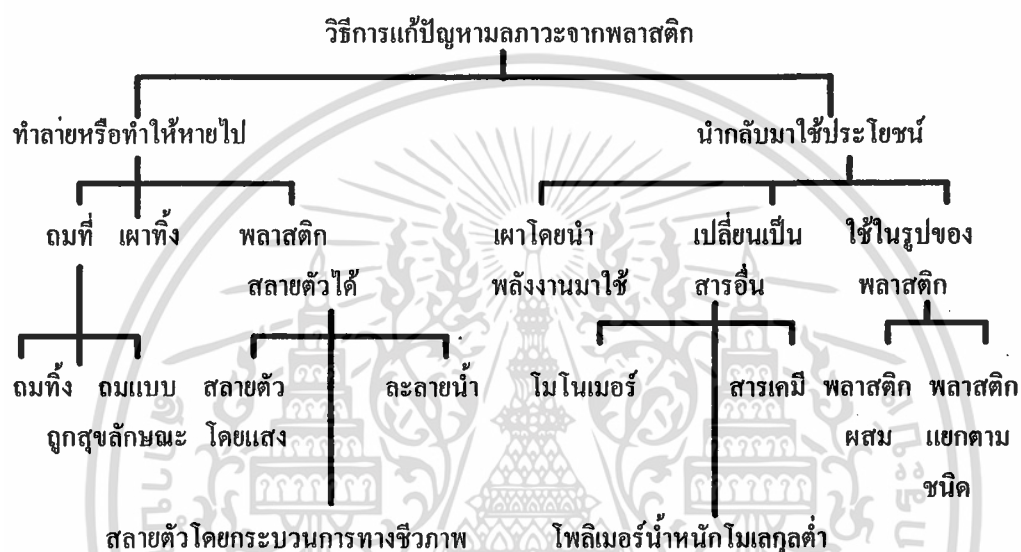 วิธีการแก้ปัญหามลภาวะจากพลาสติก
ทำลายหรือทำให้หายไป
นำกลับมาใช้ประโยชน์
ถมที่ เผาทิ้ง พลาสติก
สลายตัวได้
เผาโดยนำ
พลังงานมาใช้
เปลี่ยนเป็น
สารอื่น
ใช้ในรูปของ
พลาสติก
ถมทิ้ง
ถมแบบ
ถูกสุขลักษณะ
สลายตัว
โดยแสง
ละลายน้ำ
โมโนเมอร์
สารเคมี
พลาสติก
ผสม
พลาสติก
แยกตาม
ชนิด
สลายตัวโดยกระบวนการทางชีวภาพ
โพลิเมอร์น้ำหนักโมเลกุลต่ำ